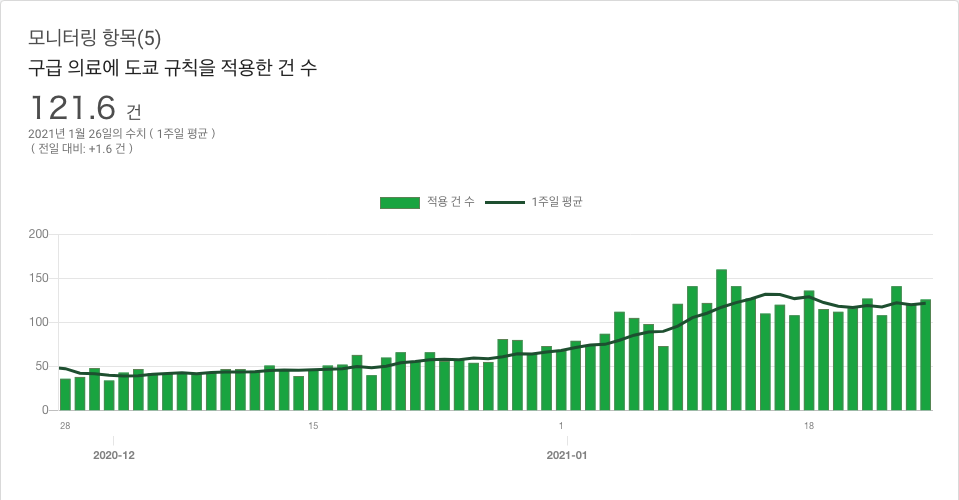 모니터링 항목(5)
구급 의료에 도쿄 규칙을 적용한 건 수
121.6 건
2021년 1월 26일의 수치 ( 1주일 평균 )
( 전일 대비: +1.6 건 )
적용 건 수 1주일 평균
200
150
100
50
0
28 15 1 18
2020-12 2021-01